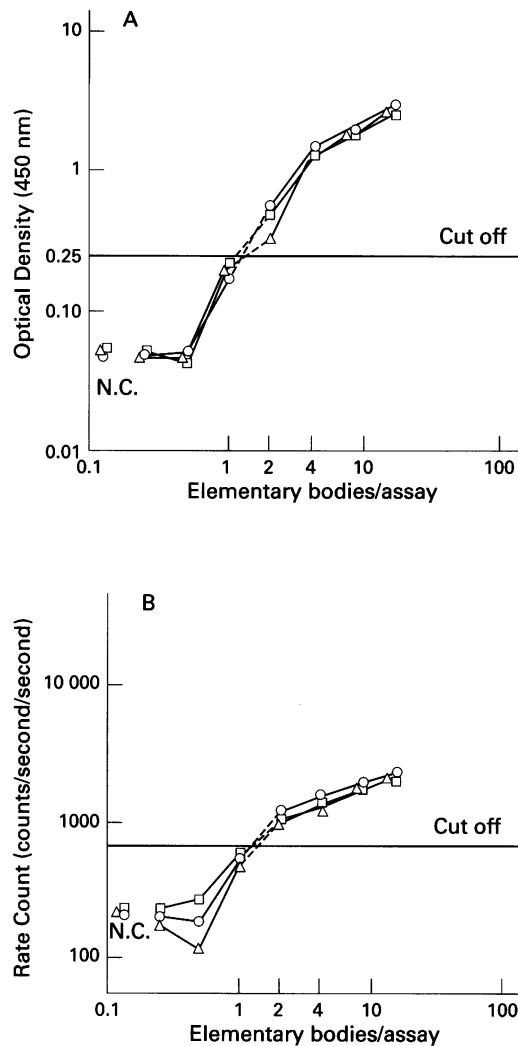 A
Optical Density (450 nm)
10
1
0.25
0.10
0.01
Cut off
N.C.
0.1 1 2 4 10 100
Elementary bodies/assay
B
Rate Count (counts/second/second)
10 000
1000
100
Cut off
N.C.
0.1 1 2 4 10 100
Elementary bodies/assay